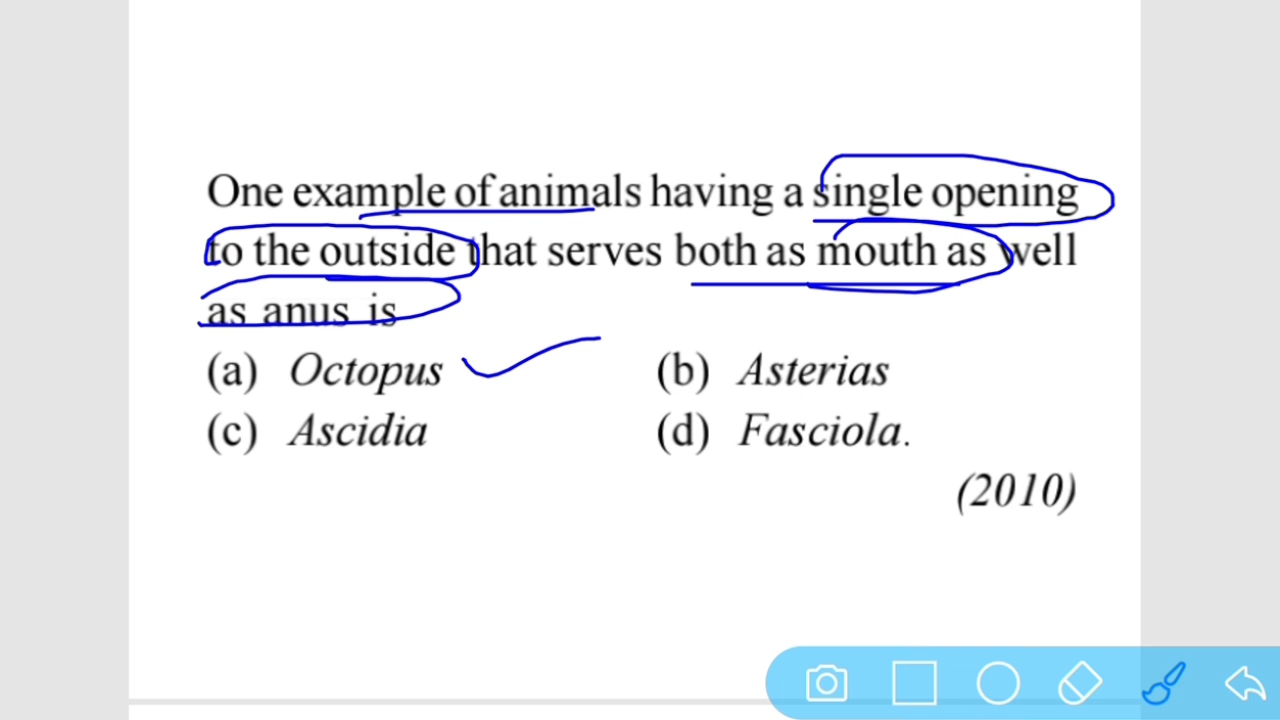 One example of animals having a single opening
to the outside that serves both as mouth as well
as anus is
(a) Octopus (b) Asterias
(c) Ascidia (d) Fasciola.
(2010)